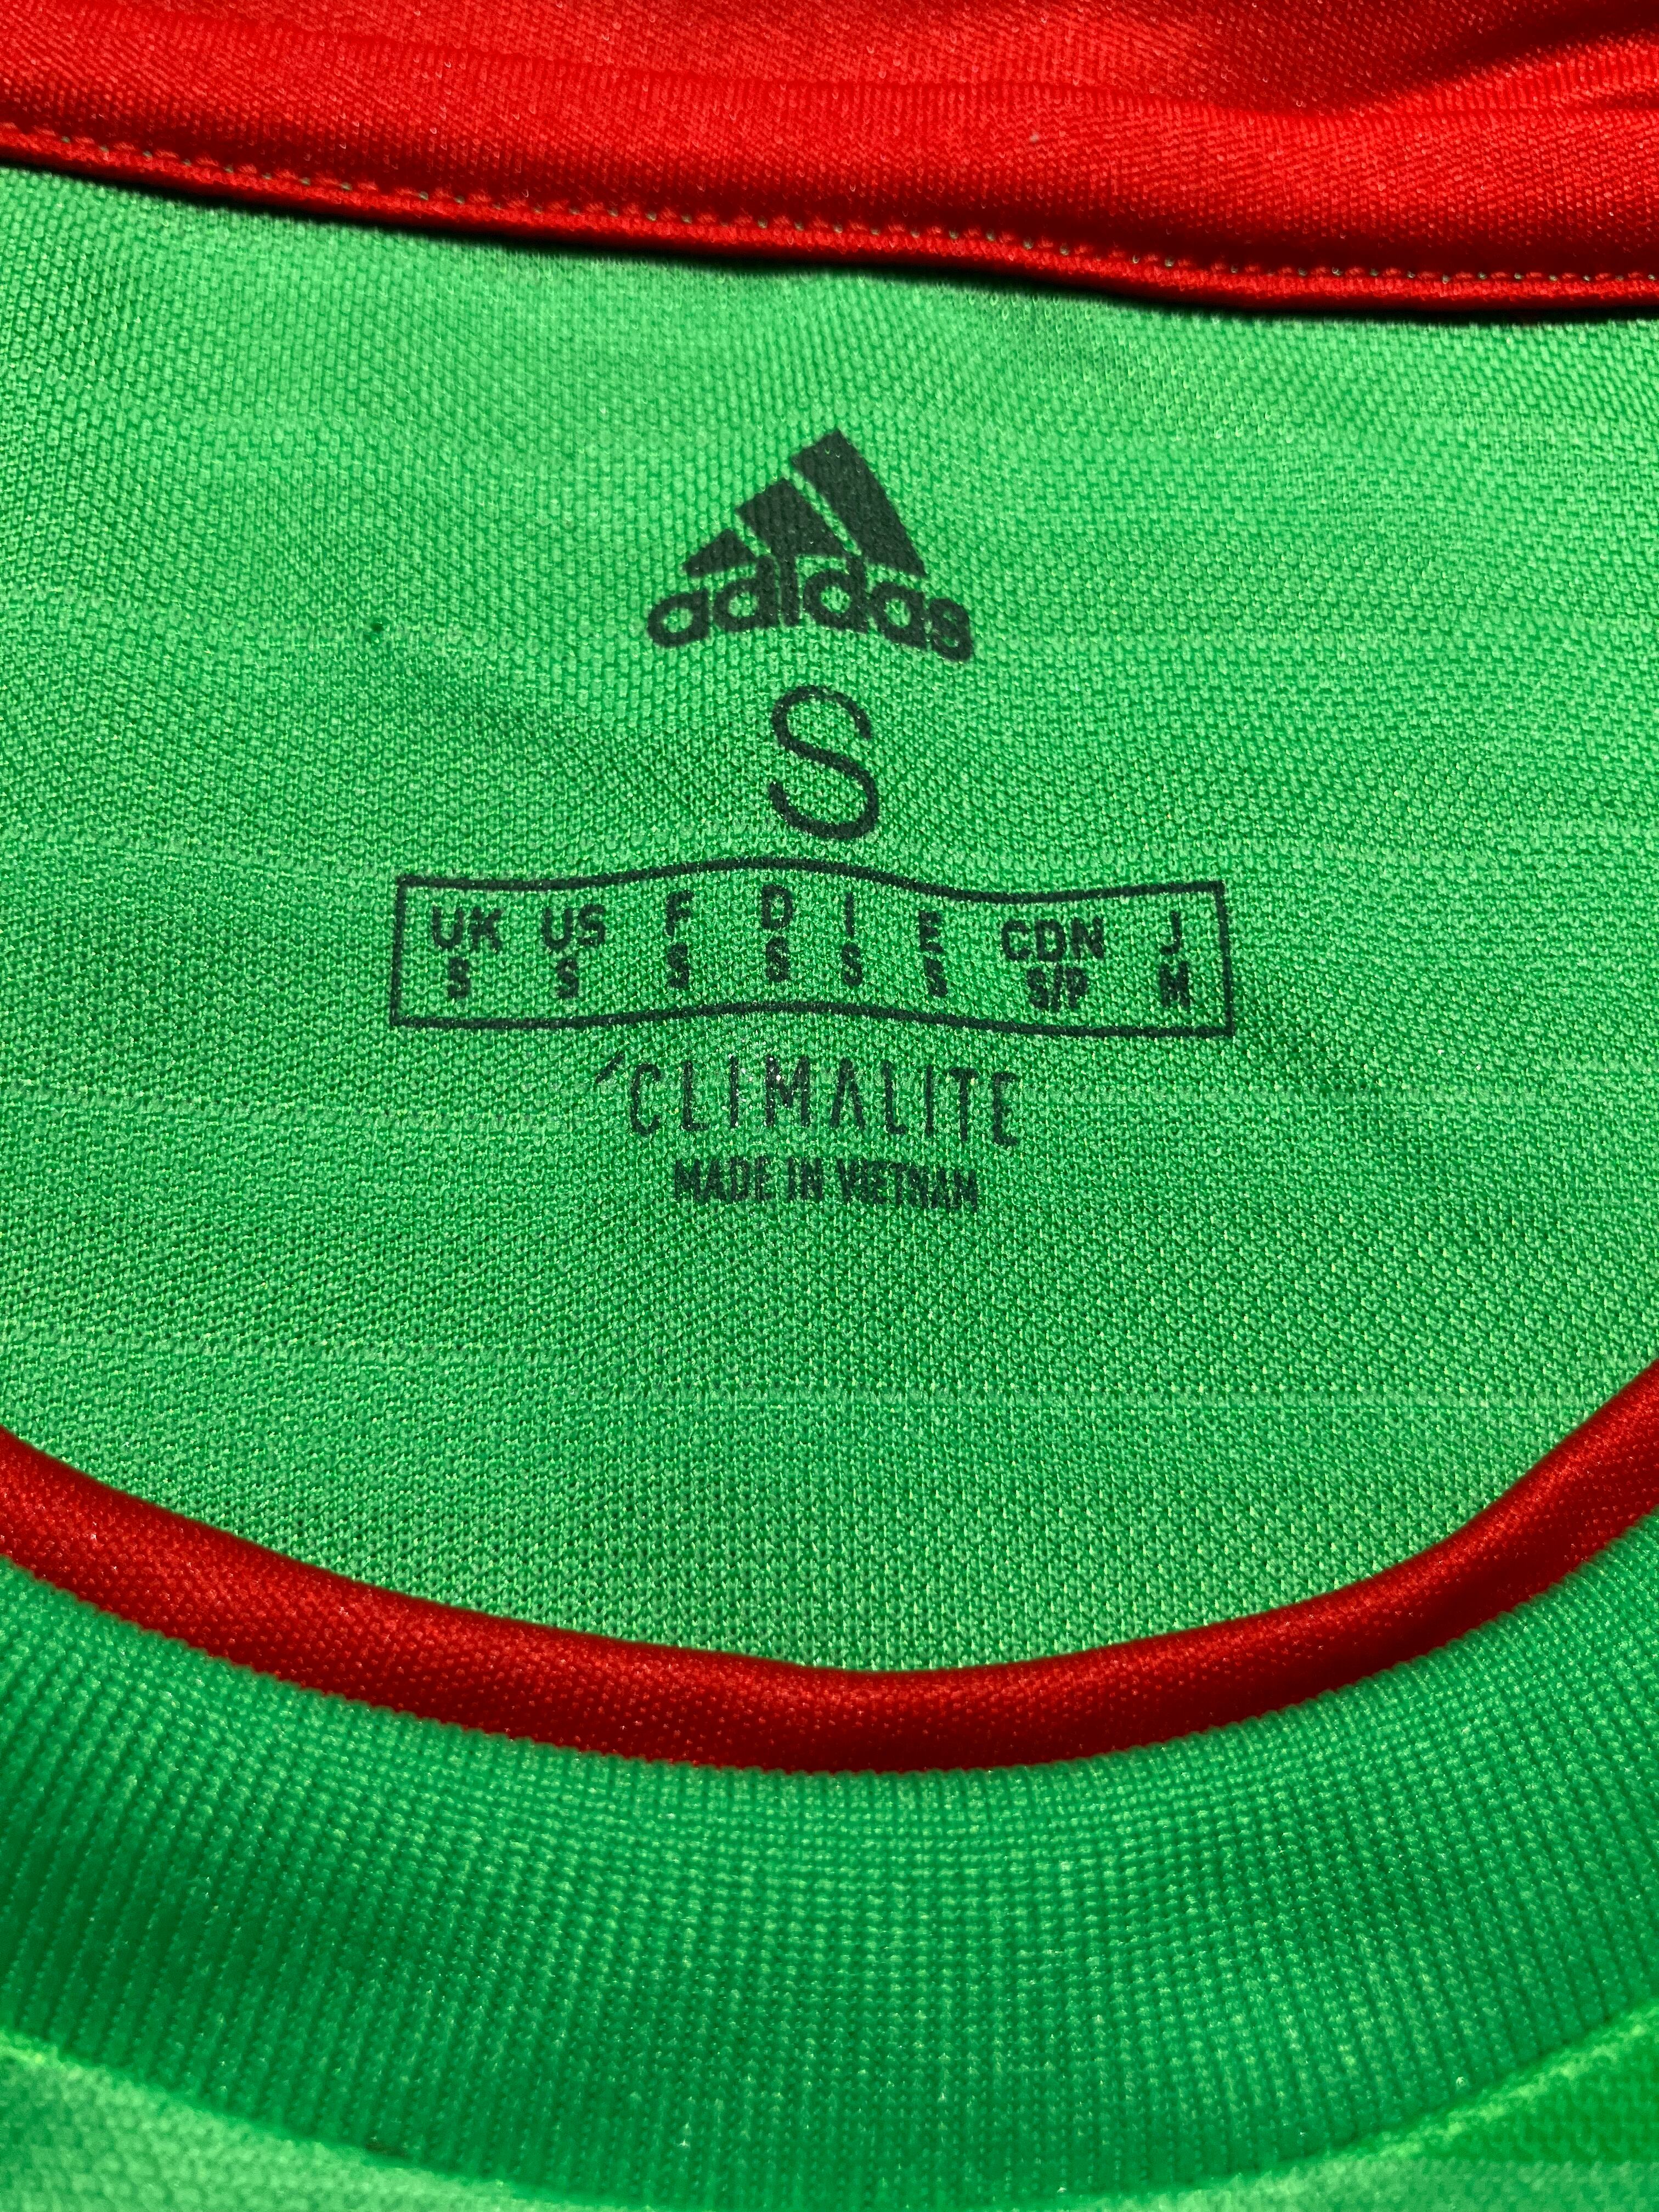 adidas
S
UK US F D I E CDN J
S S S S S S S/P M
CLIMALITE
MADE IN VIETNAM